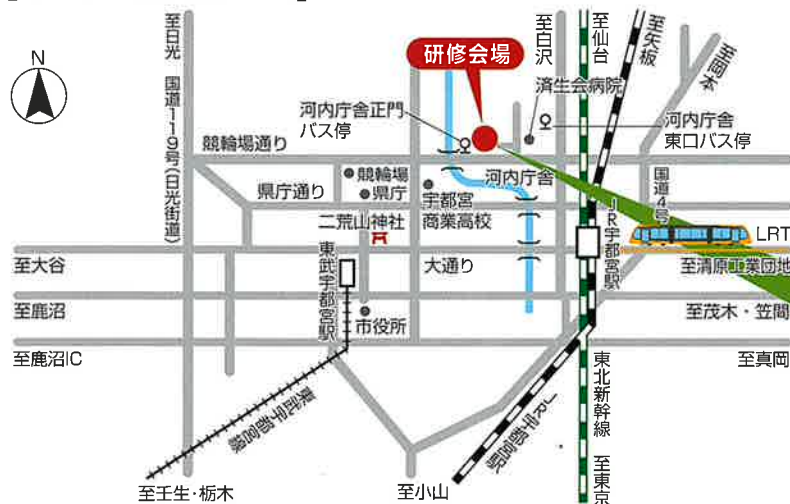 N
至日光 国道119号(日光街道)
研修会場
至白沢
至仙台
至矢板
至岡本
済生会病院
河内庁舎正門
バス停
河内庁舎
東口バス停
競輪場通り
競輪場
県庁
県庁通り
河内庁舎
宇都宮
商業高校
二荒山神社
国道4号
LRT
JR宇都宮駅
至大谷
大通り
至清原工業団地
東武宇都宮駅
至鹿沼
市役所
至茂木・笠間
至鹿沼IC
至真岡
東武宇都宮線
JR宇都宮駅
東北新幹線 至東京
至壬生・栃木
至小山